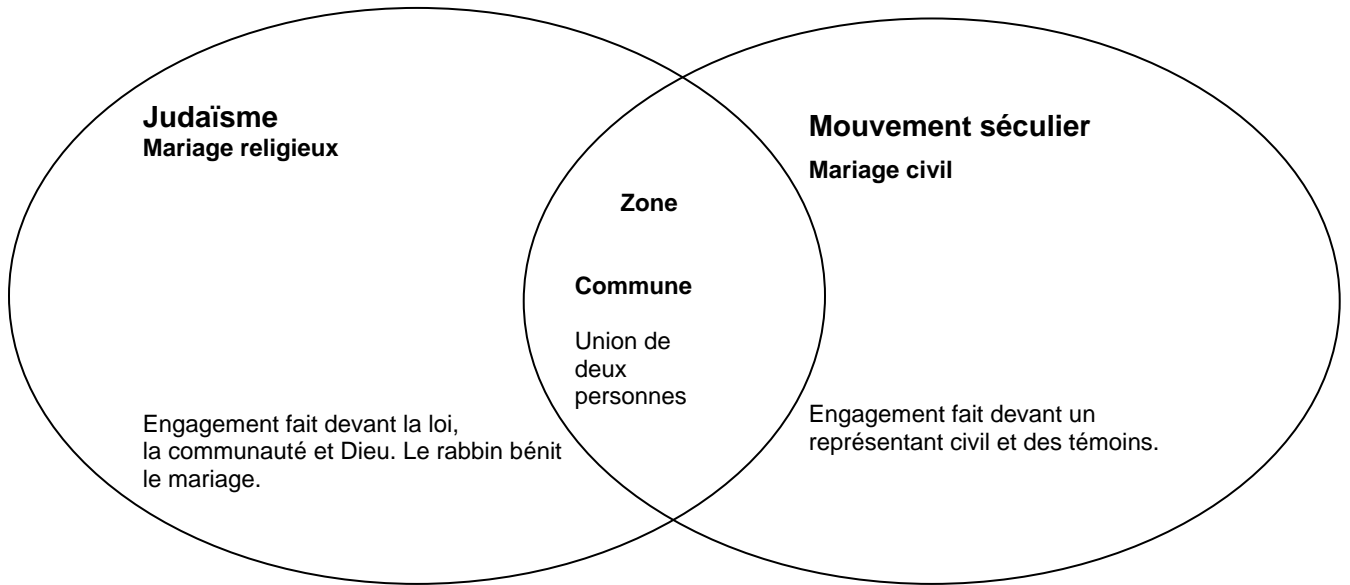 Judaïsme
Mariage religieux
Engagement fait devant la loi,
la communauté et Dieu. Le rabbin bénit
le mariage.
Zone
Commune
Union de
deux
personnes
Mouvement séculier
Mariage civil
Engagement fait devant un
représentant civil et des témoins.